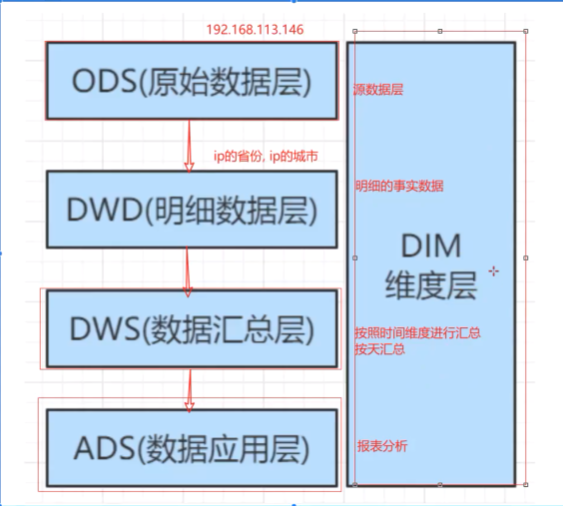 192.168.113.146
ODS(原始数据层)
源数据层
ip的省份, ip的城市
DWD(明细数据层)
明细的事实数据
DIM
维度层
DWS(数据汇总层)
按照时间维度进行汇总
按天汇总
ADS(数据应用层)
报表分析